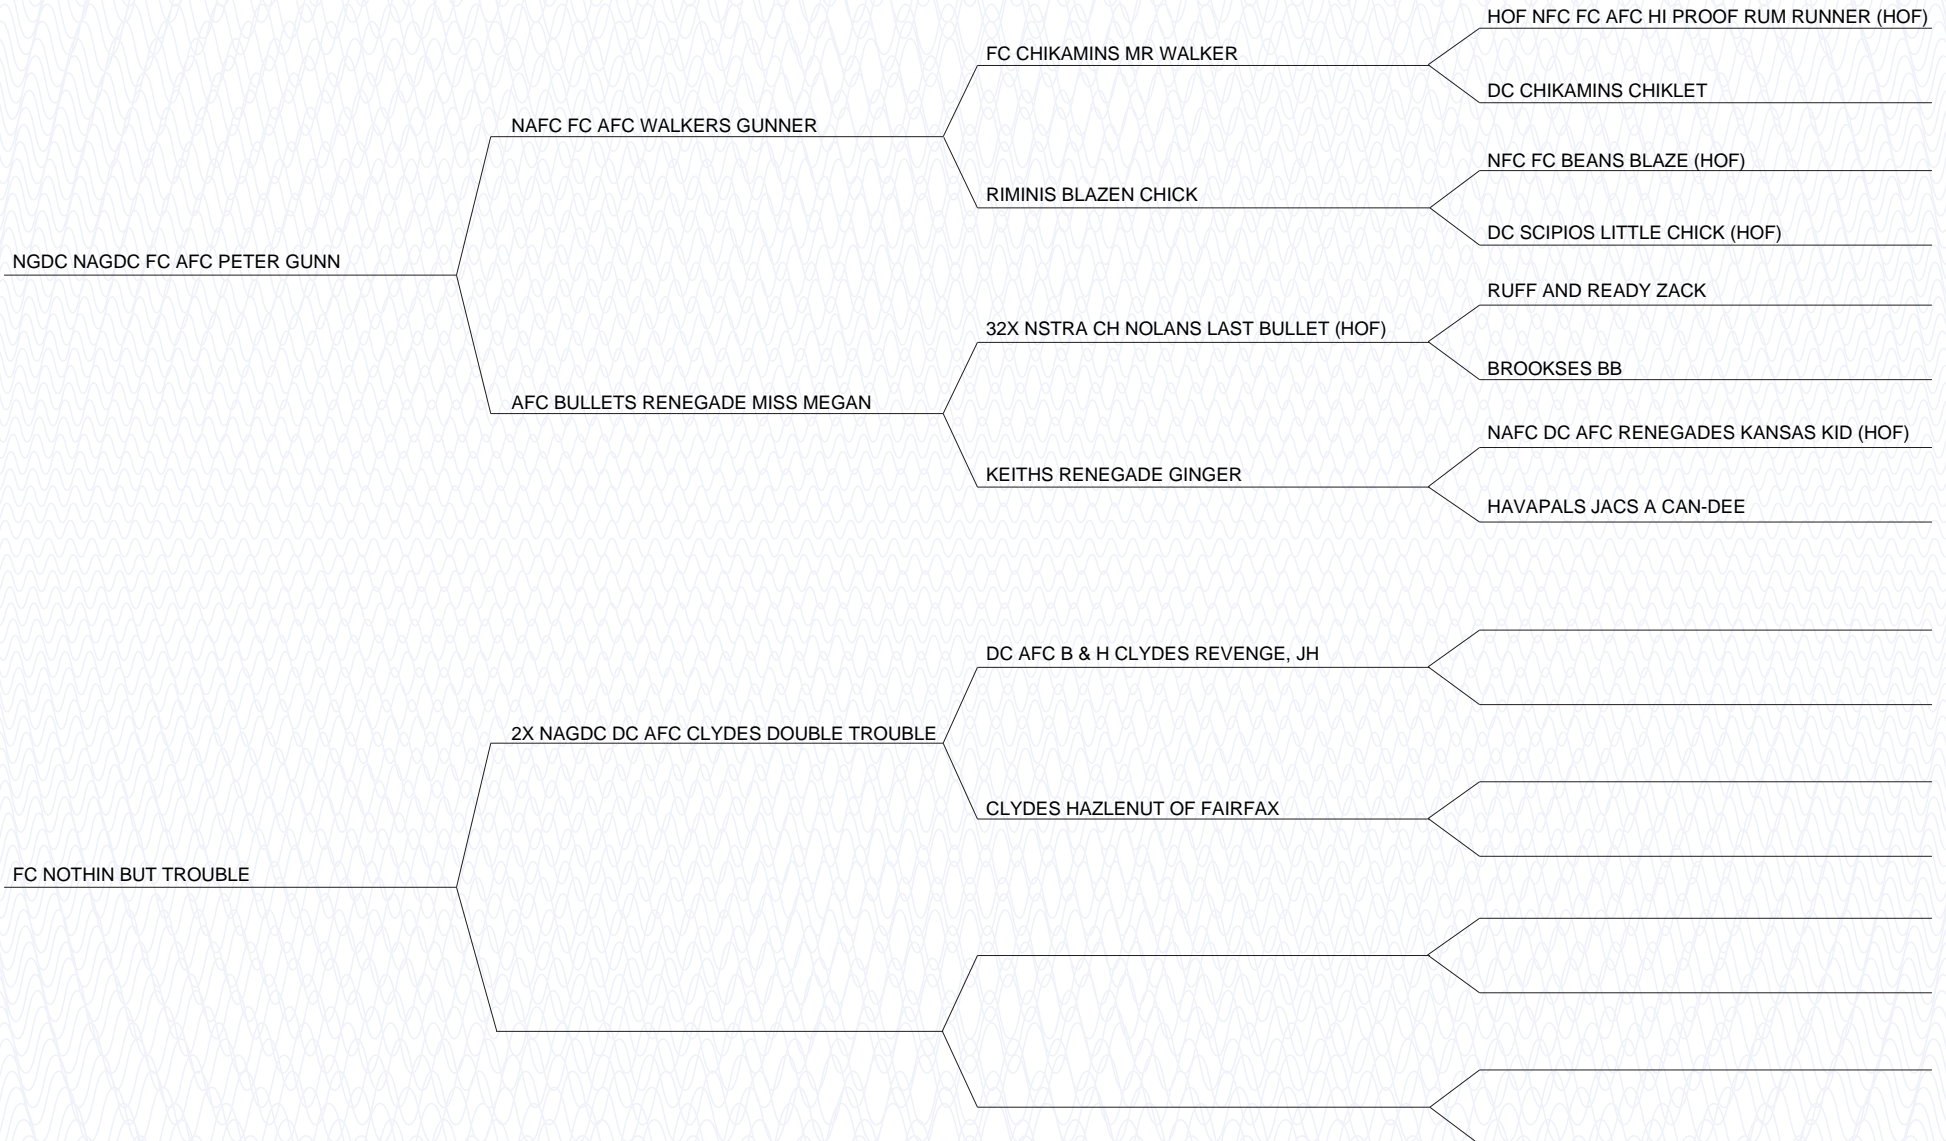 HOF NFC FC AFC HI PROOF RUM RUNNER (HOF)
FC CHIKAMINS MR WALKER
DC CHIKAMINS CHIKLET
NAFC FC AFC WALKERS GUNNER
NFC FC BEANS BLAZE (HOF)
RIMINIS BLAZEN CHICK
DC SCIPIOS LITTLE CHICK (HOF)
NGDC NAGDC FC AFC PETER GUNN
RUFF AND READY ZACK
32X NSTRA CH NOLANS LAST BULLET (HOF)
BROOKSES BB
AFC BULLETS RENEGADE MISS MEGAN
NAFC DC AFC RENEGADES KANSAS KID (HOF)
KEITHS RENEGADE GINGER
HAVAPALS JACS A CAN-DEE
DC AFC B & H CLYDES REVENGE, JH
2X NAGDC DC AFC CLYDES DOUBLE TROUBLE
CLYDES HAZLENUT OF FAIRFAX
FC NOTHIN BUT TROUBLE